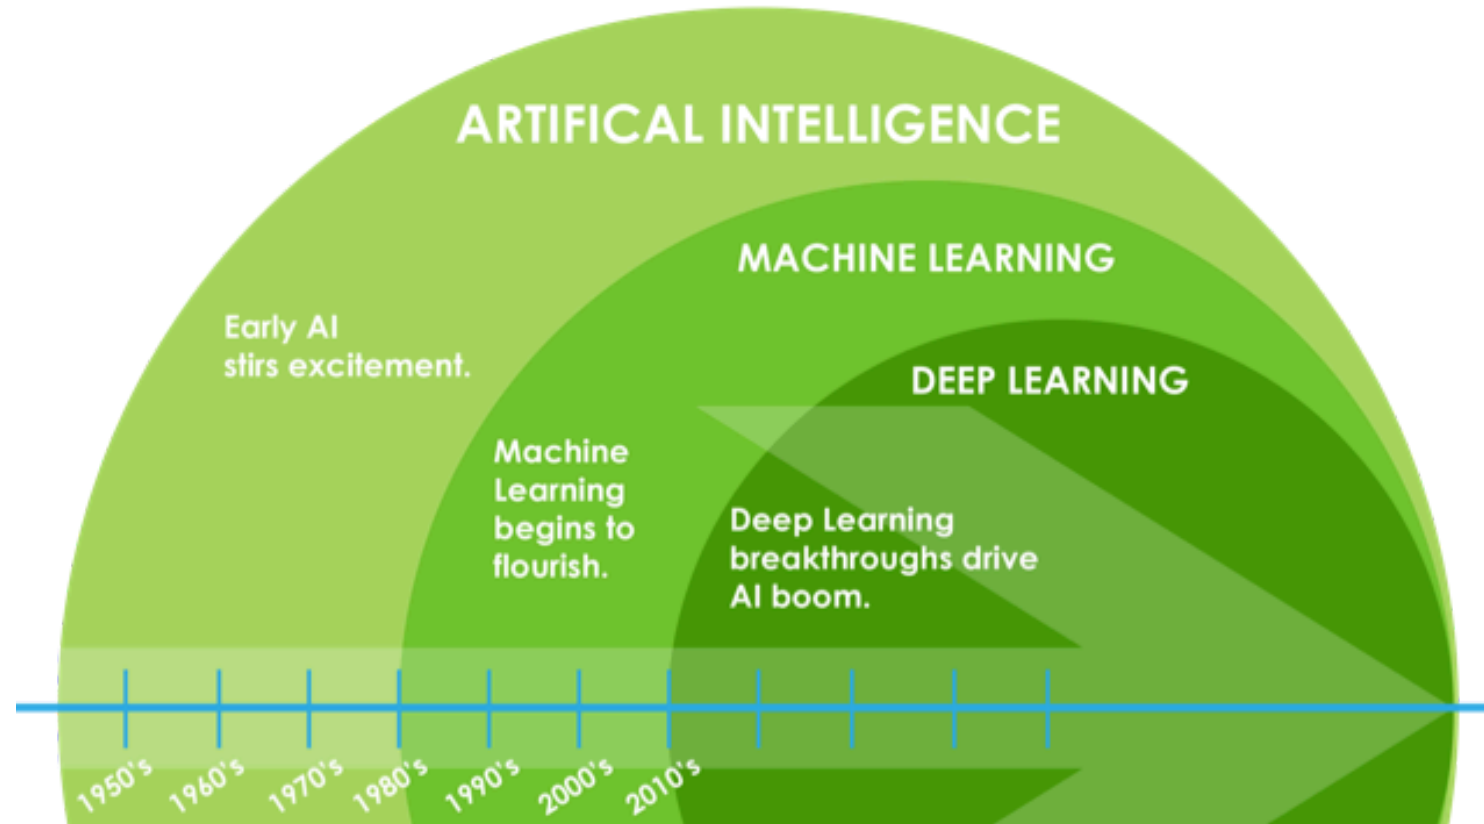 ARTIFICAL INTELLIGENCE
MACHINE LEARNING
Early AI
stirs excitement.
DEEP LEARNING
Machine
Learning
begins to
flourish.
Deep Learning
breakthroughs drive
AI boom.
1950's
1960's
1970's
1980's
1990's
2000's
2010's